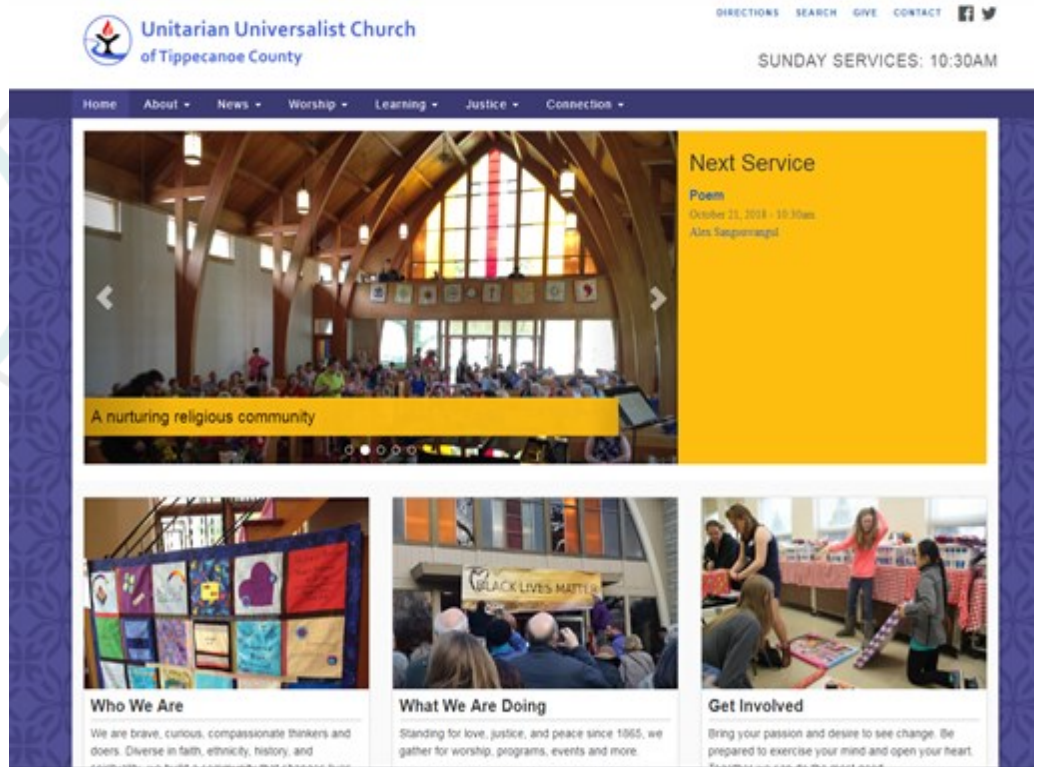 DIRECTIONS SEARCH GIVE CONTACT
Unitarian Universalist Church
of Tippecanoe County
SUNDAY SERVICES: 10:30AM
Home About News Worship Learning Justice Connection
Next Service
Poem
October 21, 2018 - 10:30am
Alex
A nurturing religious community
BLACK LIVES MATTER
Who We Are
We are brave, curious, compassionate thinkers and
doers. Diverse in faith, ethnicity, history, and
What We Are Doing
Standing for love, justice, and peace since 1865, we
gather for worship, programs, events and more.
Get Involved
Bring your passion and desire to see change. Be
prepared to exercise your mind and open your heart.